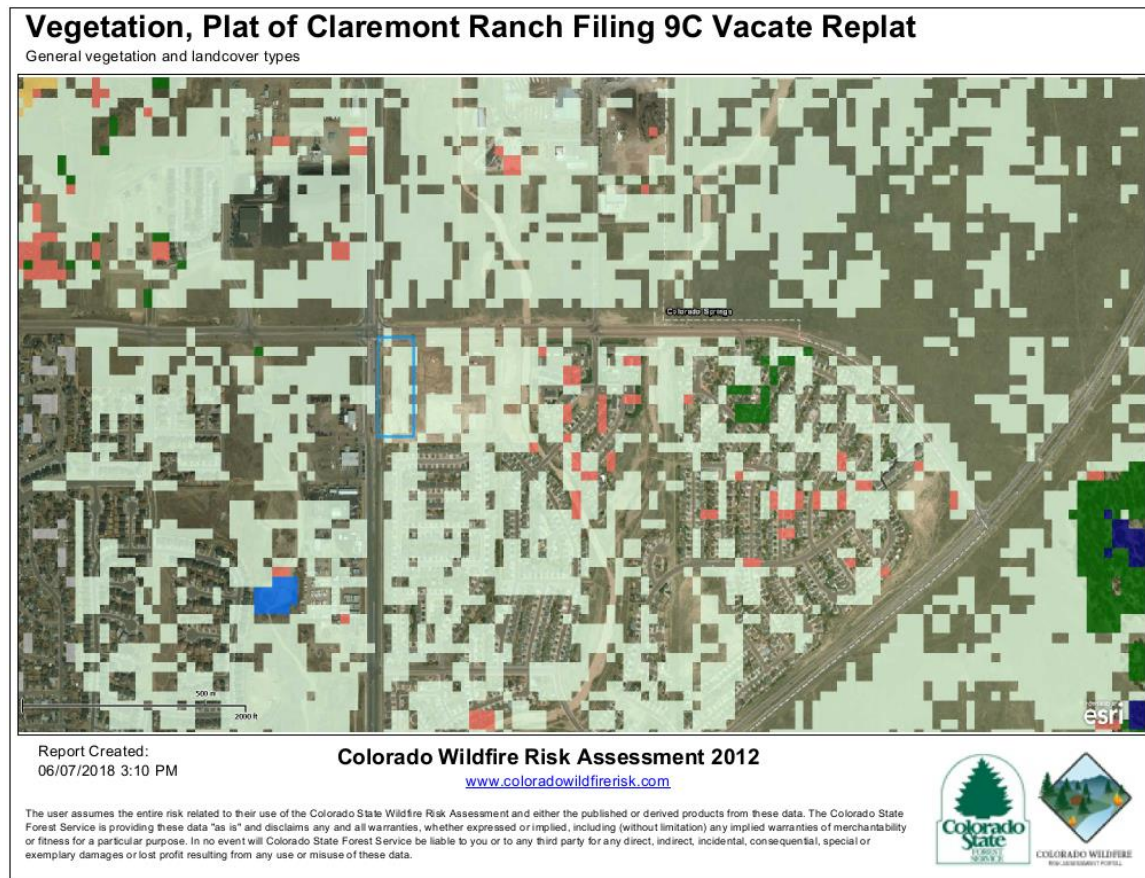 Vegetation, Plat of Claremont Ranch Filing 9C Vacate Replat
General vegetation and landcover types
Colorado Springs
500 m
2000 ft
esri
Report Created:
06/07/2018 3:10 PM
Colorado Wildfire Risk Assessment 2012
www.coloradowildfirerisk.com
The user assumes the entire risk related to their use of the Colorado State Wildfire Risk Assessment and either the published or derived products from these data. The Colorado State
Forest Service is providing these data "as is" and disclaims any and all warranties, whether expressed or implied, including (without limitation) any implied warranties of merchantability
or fitness for a particular purpose. In no event will Colorado State Forest Service be liable to you or to any third party for any direct, indirect, incidental, consequential, special or
exemplary damages or lost profit resulting from any use or misuse of these data.
Colorado
State
FOREST
SERVICE
COLORADO WILDFIRE
RISK ASSESSMENT PORTAL